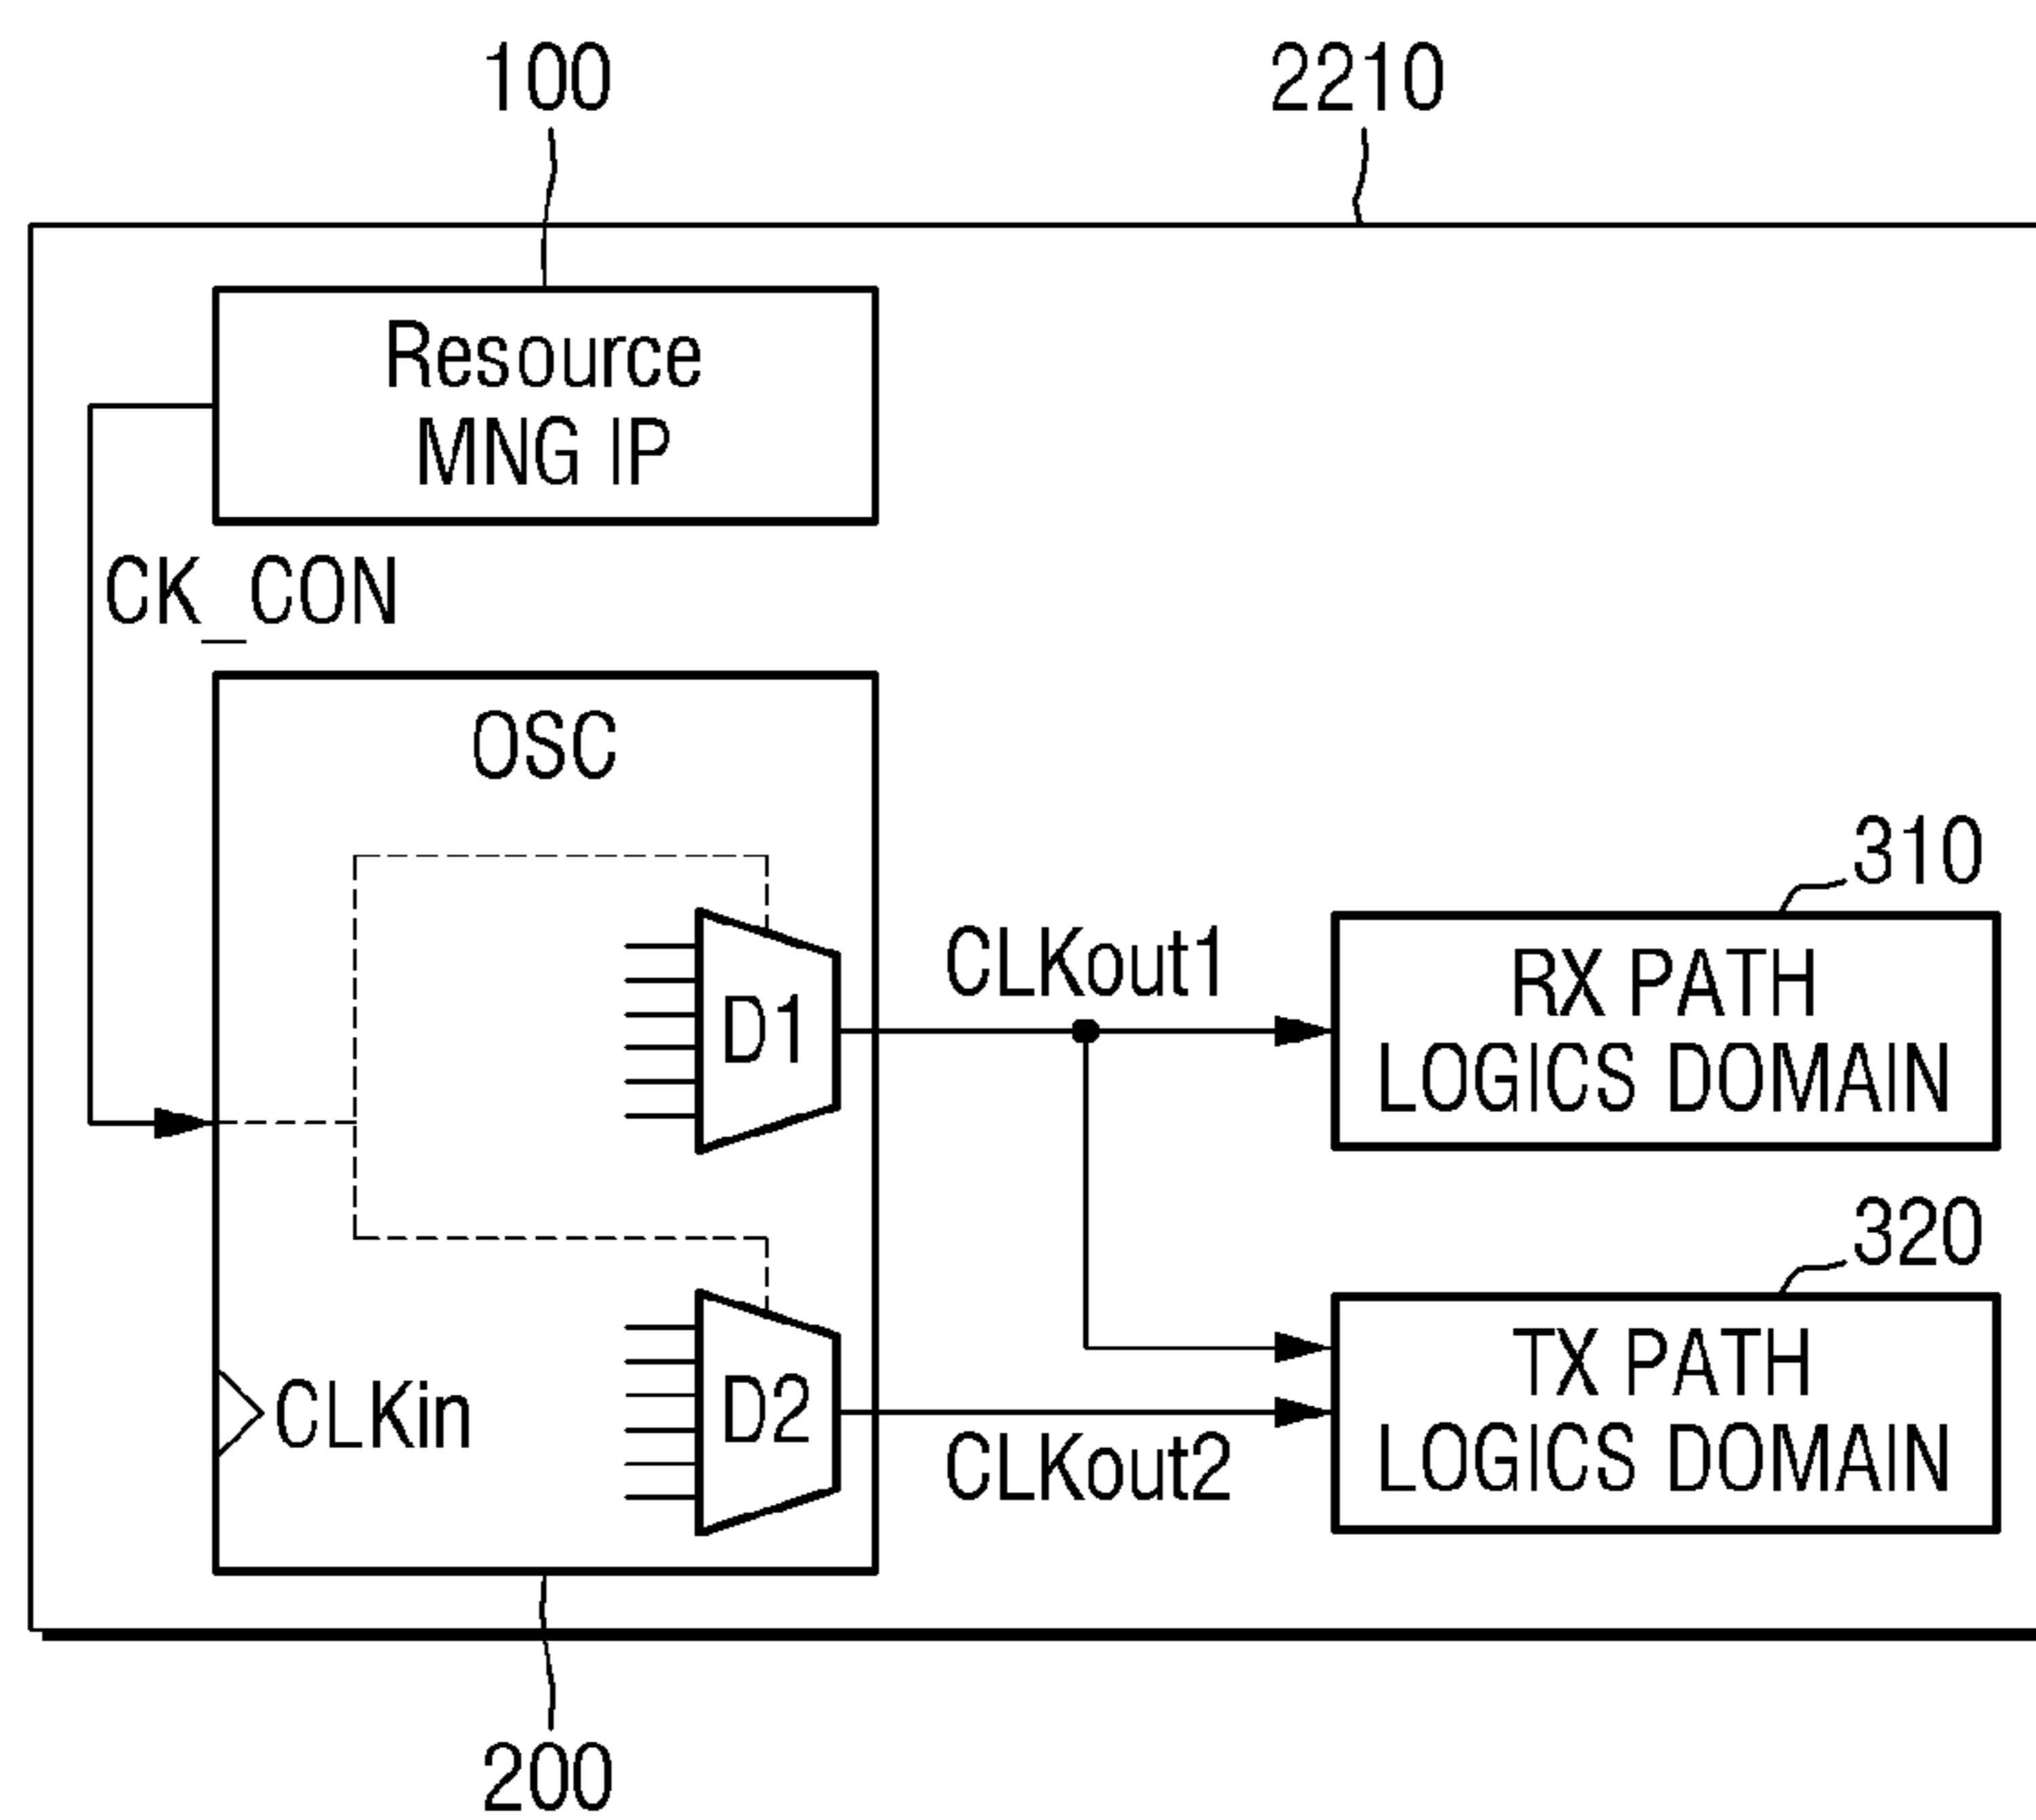 100
2210
Resource
MNG IP
CK_CON
OSC
D1
CLKout1
310
RX PATH
LOGICS DOMAIN
320
TX PATH
LOGICS DOMAIN
CLKin
D2
CLKout2
200